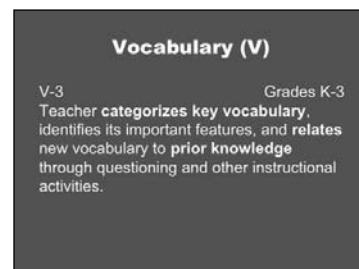 Vocabulary (V)
V-3 Grades K-3
Teacher categorizes key vocabulary,
identifies its important features, and relates
new vocabulary to prior knowledge
through questioning and other instructional
activities.